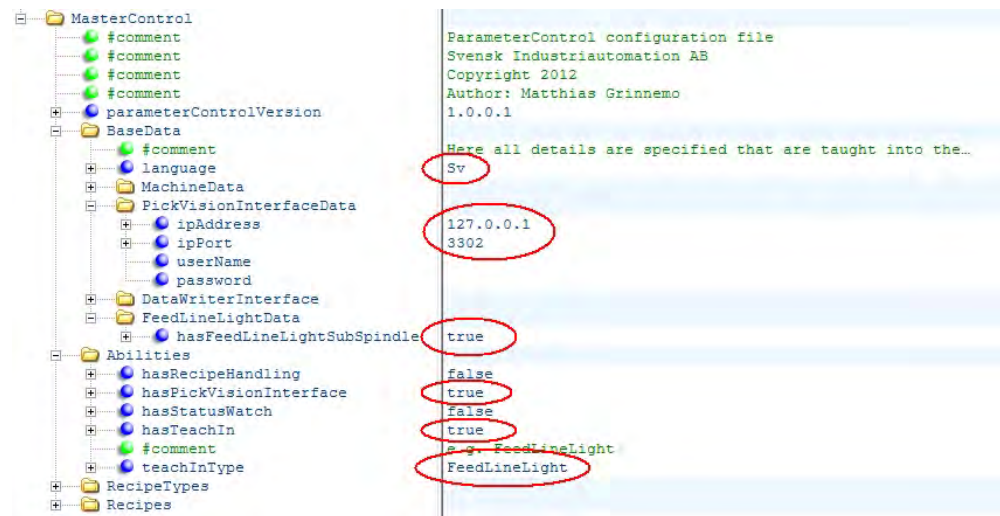 MasterControl
#comment ParameterControl configuration file
#comment Svensk Industriautomation AB
#comment Copyright 2012
#comment Author: Matthias Grinnemo
parameterControlVersion 1.0.0.1
BaseData
#comment Here all details are specified that are taught into the…
language Sv
MachineData
PickVisionInterfaceData
ipAddress 127.0.0.1
ipPort 3302
userName
password
DataWriterInterface
FeedLineLightData
hasFeedLineLightSubSpindle true
Abilities
hasRecipeHandling false
hasPickVisionInterface true
hasStatusWatch false
hasTeachIn true
#comment e.g. FeedLineLight
teachInType FeedLineLight
RecipeTypes
Recipes